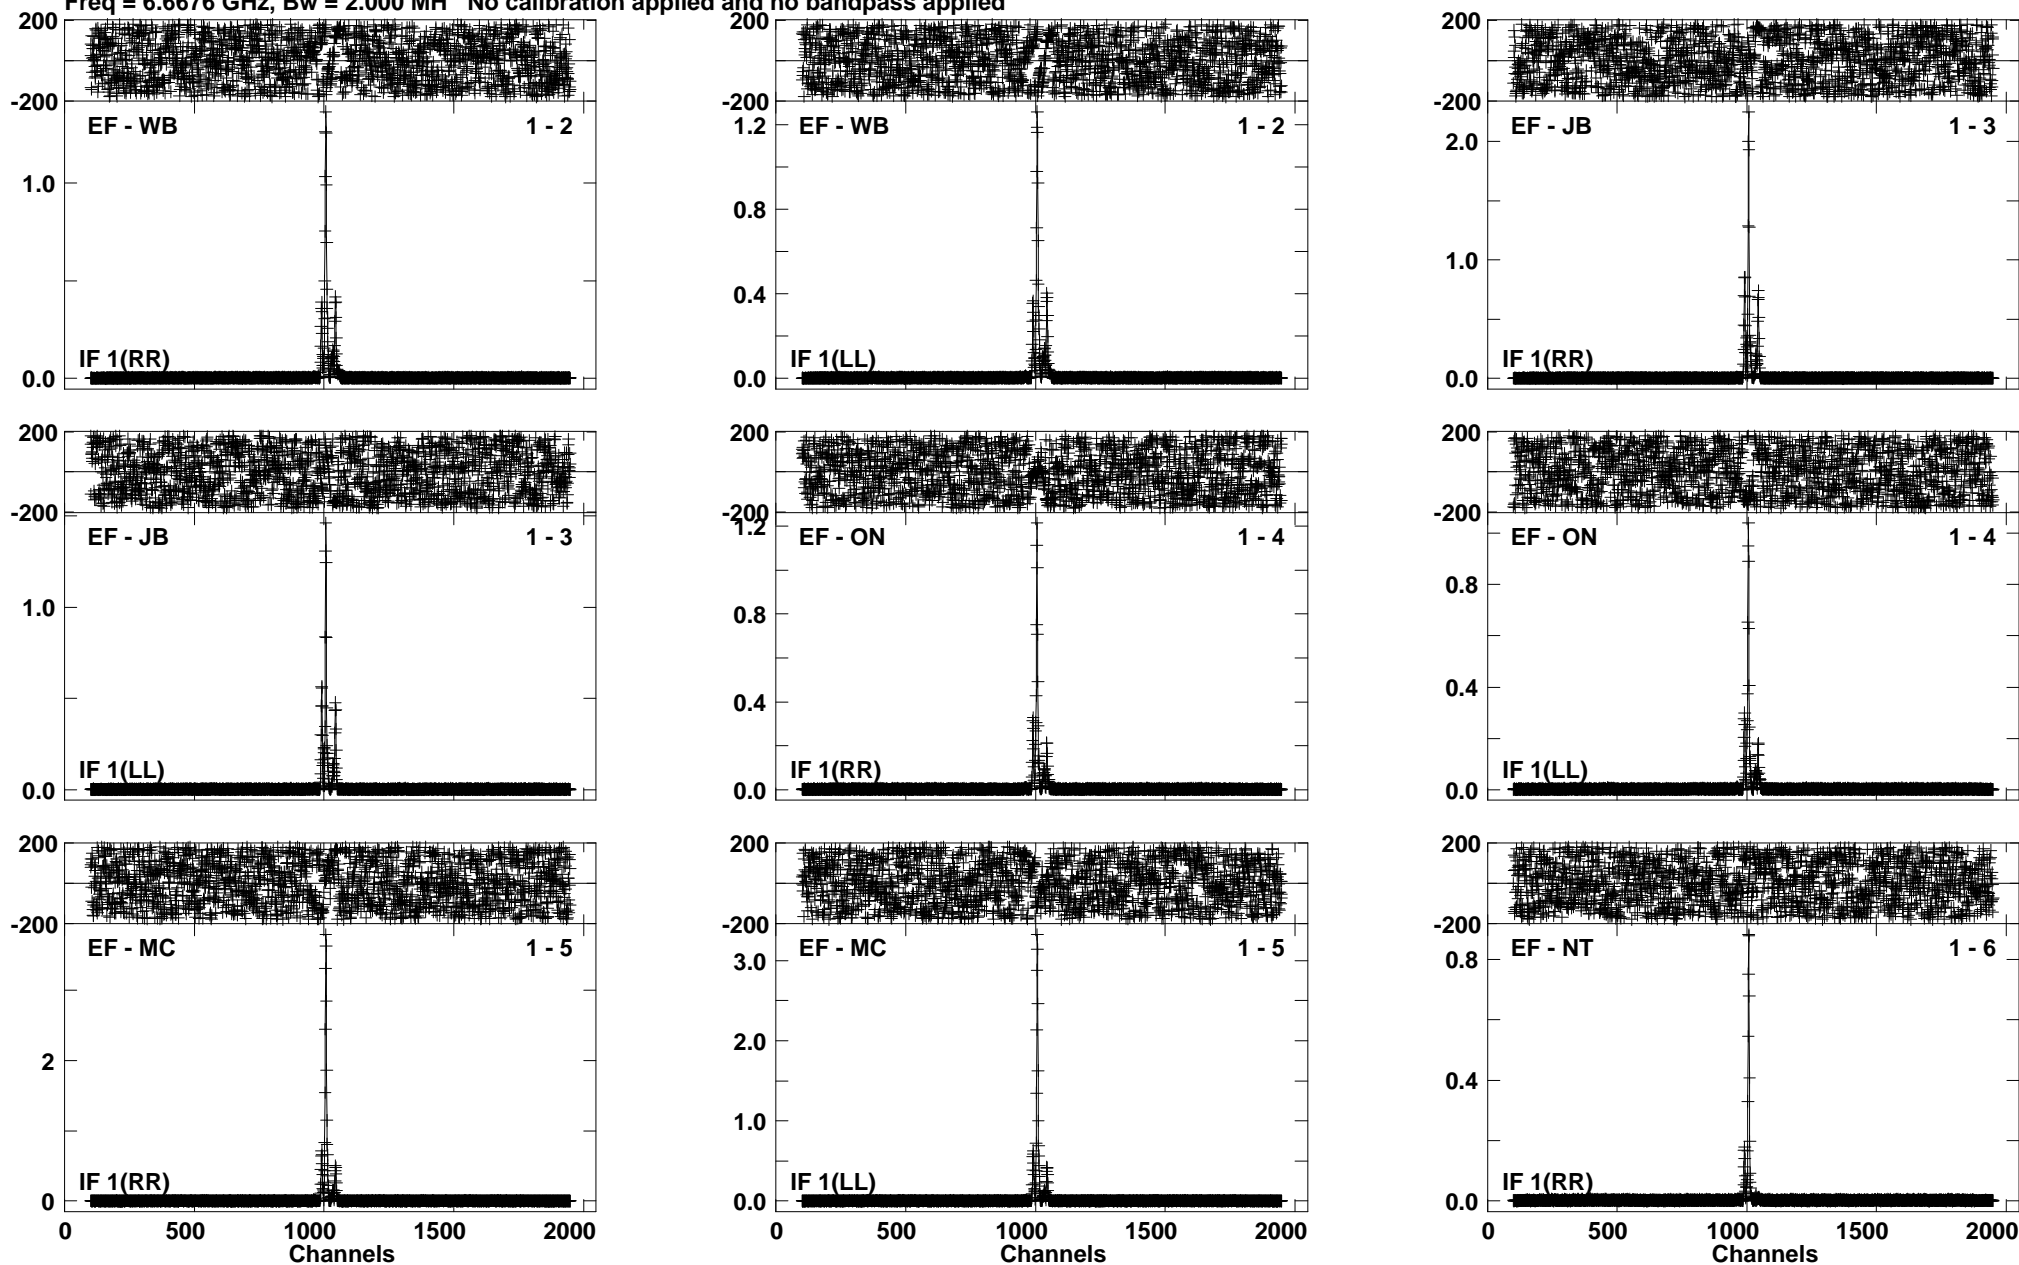 Freq = 6.6676 GHz, Bw = 2.000 MH No calibration applied and no bandpass applied
200
-200
EF - WB 1 - 2
1.0
IF 1(RR)
0.0
200
-200
EF - WB 1 - 2
1.2
0.8
0.4
IF 1(LL)
0.0
200
-200
EF - JB 1 - 3
2.0
1.0
IF 1(RR)
0.0
200
-200
EF - JB 1 - 3
1.0
IF 1(LL)
0.0
200
-200
1.2
EF - ON 1 - 4
0.8
0.4
IF 1(RR)
0.0
200
-200
EF - ON 1 - 4
0.8
0.4
IF 1(LL)
0.0
200
-200
EF - MC 1 - 5
2
IF 1(RR)
0
0 500 1000 1500 2000
Channels
200
-200
EF - MC 1 - 5
3.0
2.0
1.0
IF 1(LL)
0.0
0 500 1000 1500 2000
Channels
200
-200
EF - NT 1 - 6
0.8
0.4
IF 1(RR)
0.0
0 500 1000 1500 2000
Channels